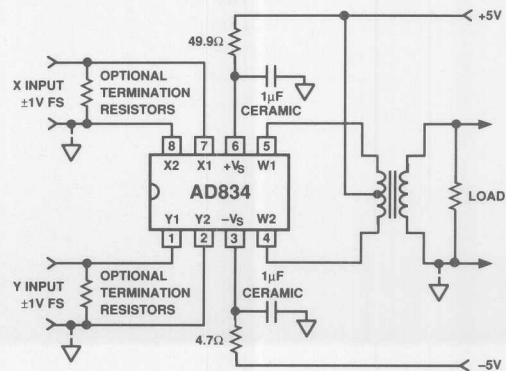 +5V
49.9Ω
X INPUT
±1V FS
OPTIONAL
TERMINATION
RESISTORS
1µF
CERAMIC
8 7 6 5
X2 X1 +VS W1
AD834
Y1 Y2 –VS W2
1 2 3 4
LOAD
Y INPUT
±1V FS
OPTIONAL
TERMINATION
RESISTORS
1µF
CERAMIC
4.7Ω
–5V